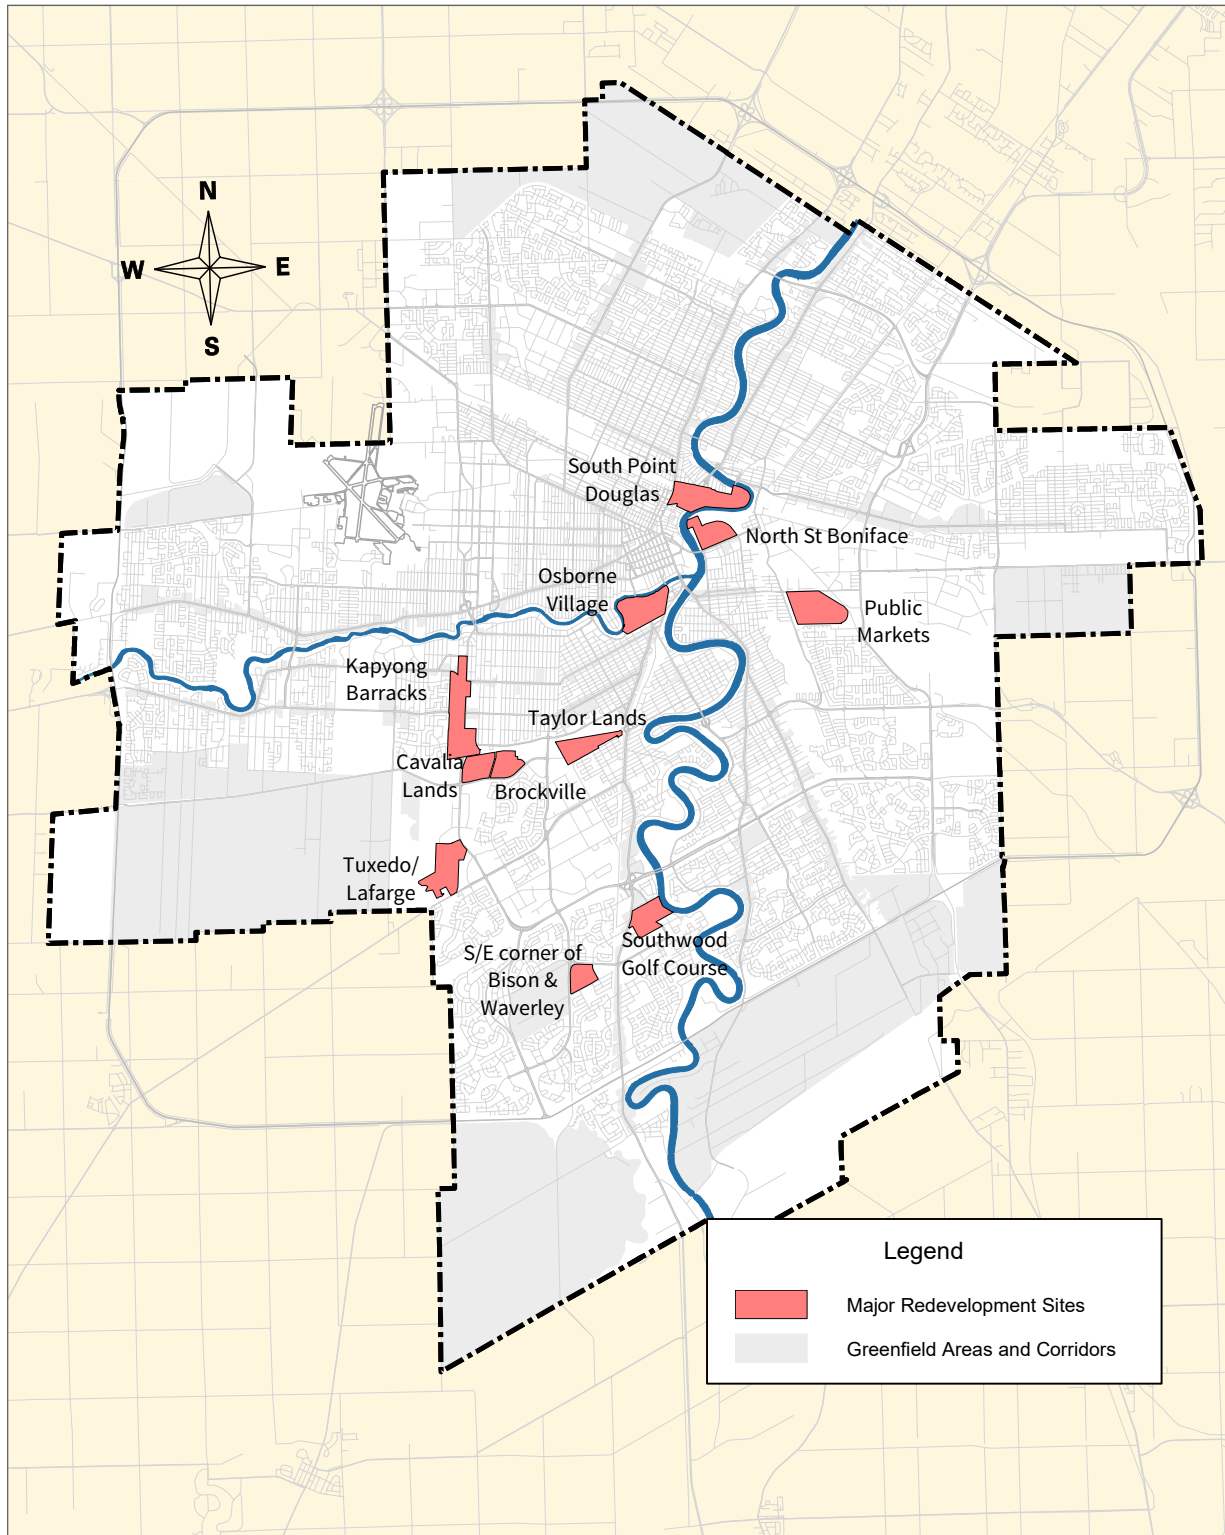 N
W
E
S
South Point
Douglas
North St Boniface
Osborne
Village
Public
Markets
Kapyong
Barracks
Taylor Lands
Cavalia
Lands
Brockville
Tuxedo/
Lafarge
Southwood
Golf Course
S/E corner of
Bison &
Waverley
Legend
Major Redevelopment Sites
Greenfield Areas and Corridors